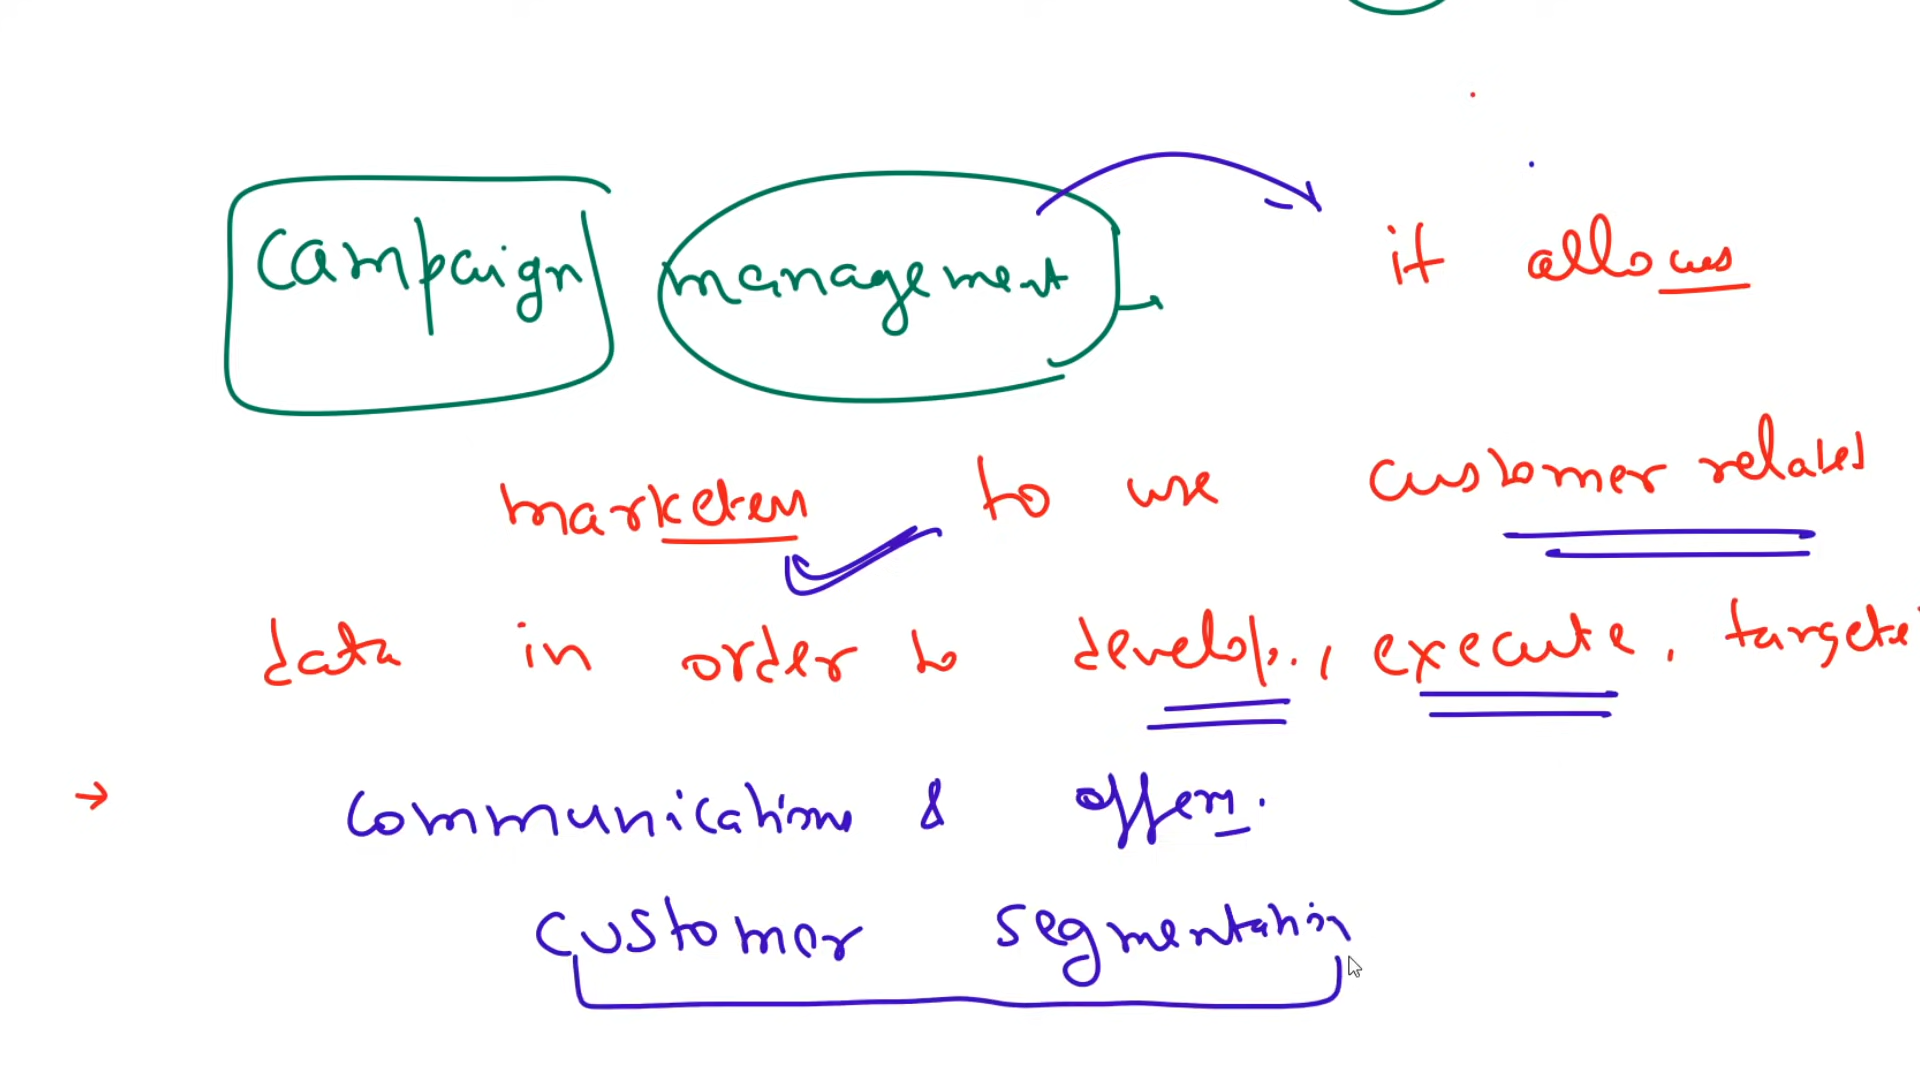 Campaign management it allows
marketers to use customer related
data in order to develop, execute, targete
Communications & offers.
Customer Segmentation